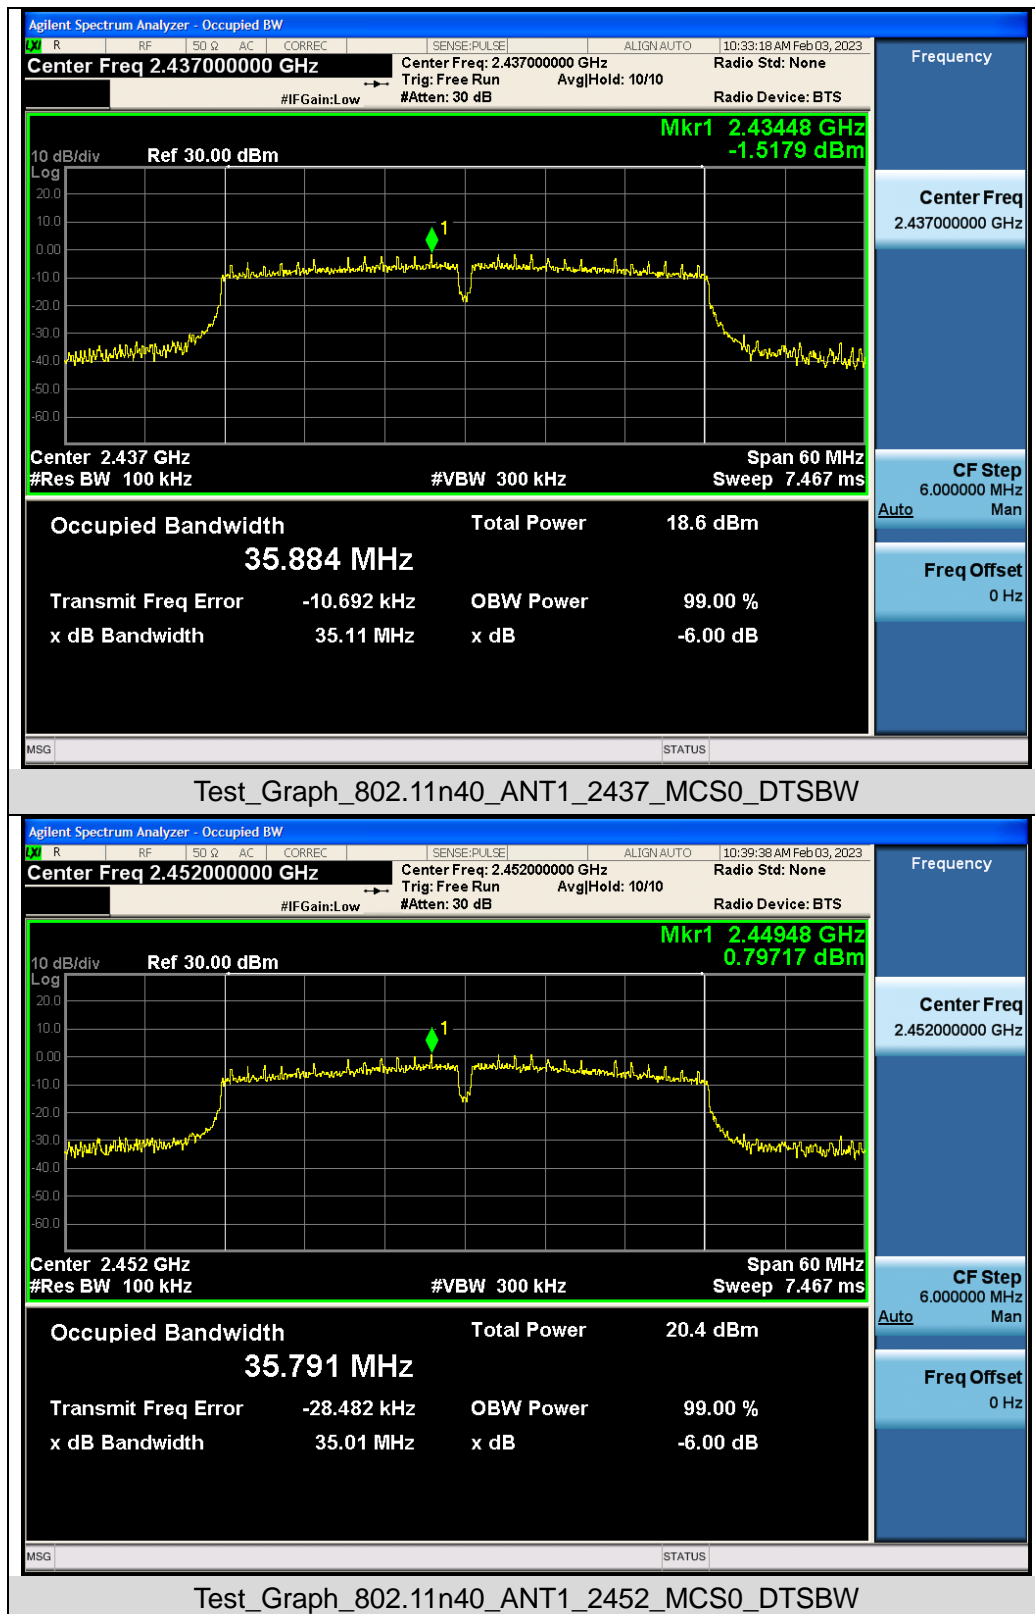 Agilent Spectrum Analyzer - Occupied BW
LXI R RF 50 Ω AC CORREC SENSE:PULSE ALIGN AUTO 10:33:18 AM Feb 03, 2023
Center Freq 2.437000000 GHz Center Freq: 2.437000000 GHz Radio Std: None
Trig: Free Run Avg|Hold: 10/10
#IFGain:Low #Atten: 30 dB Radio Device: BTS
Mkr1 2.43448 GHz
10 dB/div Ref 30.00 dBm -1.5179 dBm
Log
20.0
10.0
1
0.00
-10.0
-20.0
-30.0
-40.0
-50.0
-60.0
Center 2.437 GHz Span 60 MHz
#Res BW 100 kHz #VBW 300 kHz Sweep 7.467 ms
Occupied Bandwidth Total Power 18.6 dBm
35.884 MHz
Transmit Freq Error -10.692 kHz OBW Power 99.00 %
x dB Bandwidth 35.11 MHz x dB -6.00 dB
MSG STATUS
Frequency
Center Freq
2.437000000 GHz
CF Step
6.000000 MHz
Auto Man
Freq Offset
0 Hz
Test_Graph_802.11n40_ANT1_2437_MCS0_DTSBW
Agilent Spectrum Analyzer - Occupied BW
LXI R RF 50 Ω AC CORREC SENSE:PULSE ALIGN AUTO 10:39:38 AM Feb 03, 2023
Center Freq 2.452000000 GHz Center Freq: 2.452000000 GHz Radio Std: None
Trig: Free Run Avg|Hold: 10/10
#IFGain:Low #Atten: 30 dB Radio Device: BTS
Mkr1 2.44948 GHz
10 dB/div Ref 30.00 dBm 0.79717 dBm
Log
20.0
10.0
1
0.00
-10.0
-20.0
-30.0
-40.0
-50.0
-60.0
Center 2.452 GHz Span 60 MHz
#Res BW 100 kHz #VBW 300 kHz Sweep 7.467 ms
Occupied Bandwidth Total Power 20.4 dBm
35.791 MHz
Transmit Freq Error -28.482 kHz OBW Power 99.00 %
x dB Bandwidth 35.01 MHz x dB -6.00 dB
MSG STATUS
Frequency
Center Freq
2.452000000 GHz
CF Step
6.000000 MHz
Auto Man
Freq Offset
0 Hz
Test_Graph_802.11n40_ANT1_2452_MCS0_DTSBW